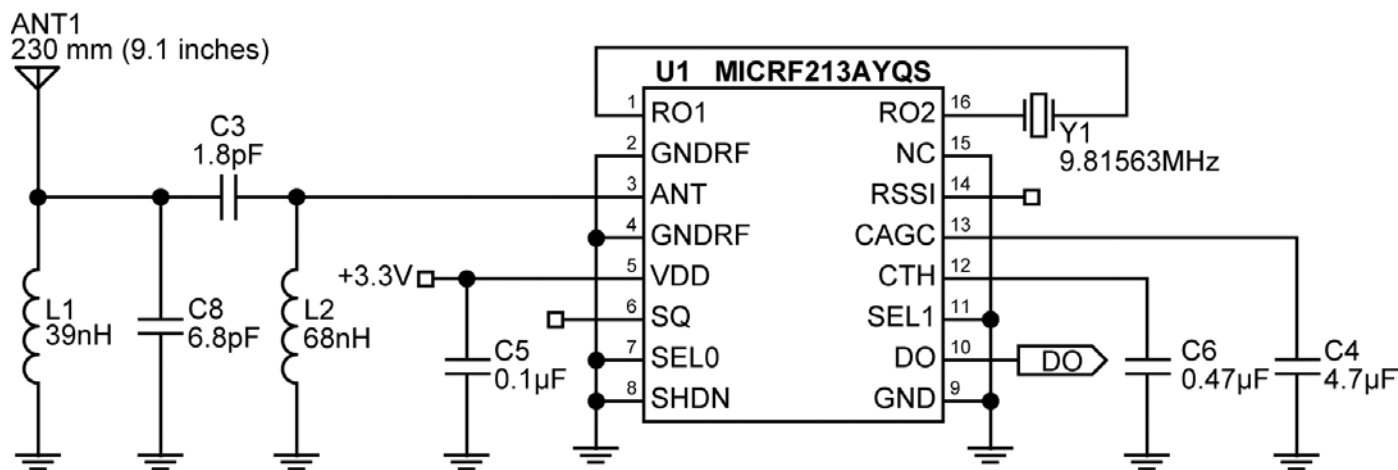 ANT1
230 mm (9.1 inches)
U1 MICRF213AYQS
C3
1.8pF
1 RO1
RO2 16
Y1
9.81563MHz
2 GNDRF
NC 15
3 ANT
RSSI 14
4 GNDRF
CAGC 13
+3.3V
5 VDD
CTH 12
6 SQ
SEL1 11
7 SEL0
DO 10
DO
8 SHDN
GND 9
L1
39nH
C8
6.8pF
L2
68nH
C5
0.1µF
C6
0.47µF
C4
4.7µF